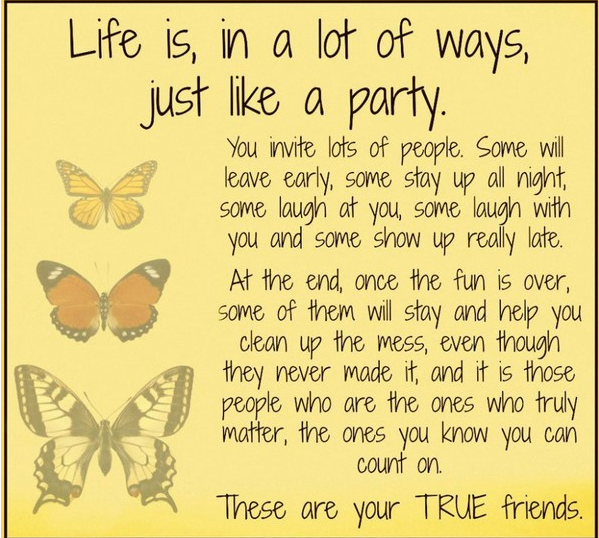 Life is, in a lot of ways,
just like a party.
You invite lots of people. Some will
leave early, some stay up all night,
some laugh at you, some laugh with
you and some show up really late.
At the end, once the fun is over,
some of them will stay and help you
clean up the mess, even though
they never made it, and it is those
people who are the ones who truly
matter, the ones you know you can
count on.
These are your TRUE friends.